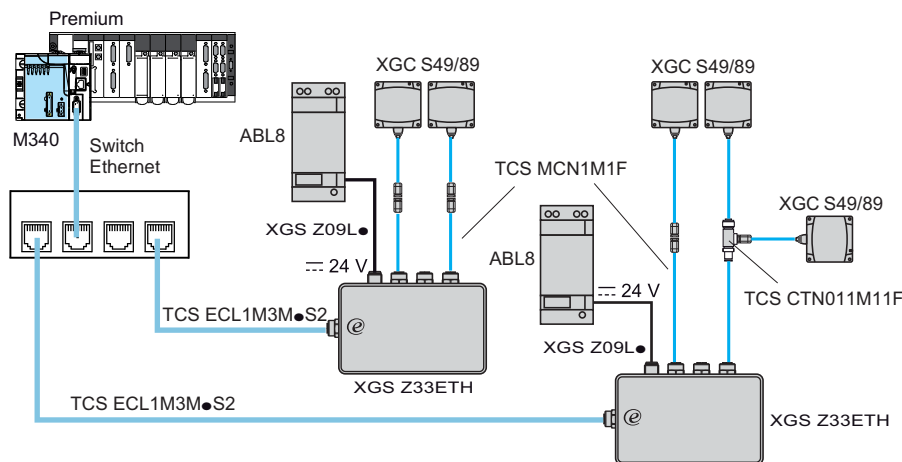 Premium
XGC S49/89
XGC S49/89
ABL8
M340
Switch
Ethernet
TCS MCN1M1F
XGC S49/89
XGS Z09L●
ABL8
⎓ 24 V
⎓ 24 V
TCS CTN011M11F
TCS ECL1M3M●S2
e
XGS Z09L●
XGS Z33ETH
TCS ECL1M3M●S2
e
XGS Z33ETH